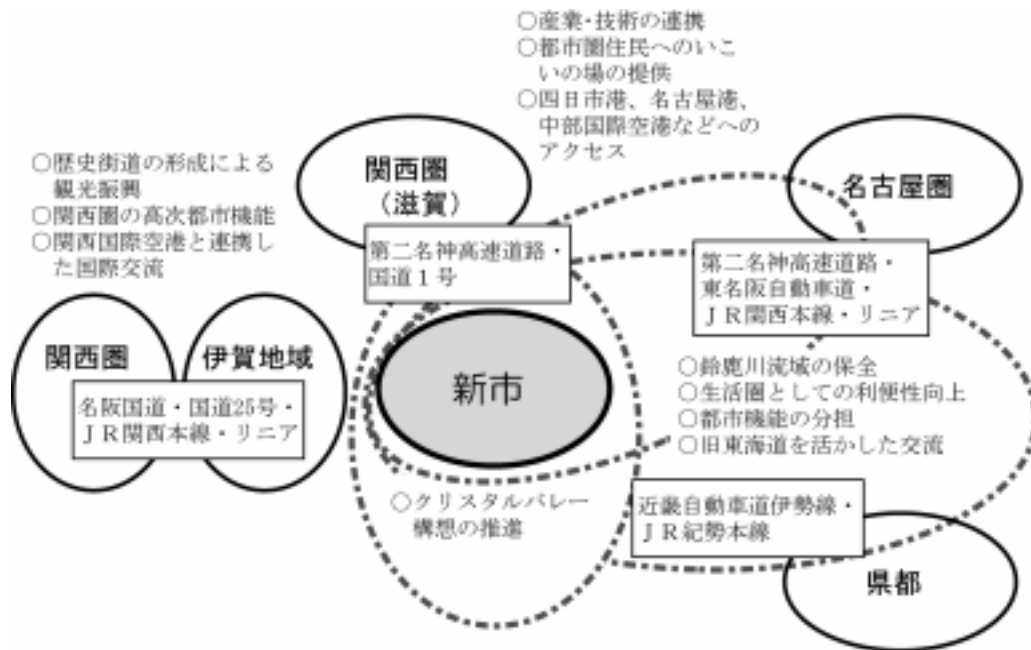 ○産業・技術の連携
○都市圏住民へのいこ
いの場の提供
○四日市港、名古屋港、
中部国際空港などへの
アクセス
○歴史街道の形成による
観光振興
○関西圏の高次都市機能
○関西国際空港と連携し
た国際交流
関西圏
（滋賀）
名古屋圏
第二名神高速道路・
国道１号
第二名神高速道路・
東名阪自動車道・
ＪＲ関西本線・リニア
関西圏
伊賀地域
名阪国道・国道25号・
ＪＲ関西本線・リニア
新市
○鈴鹿川流域の保全
○生活圏としての利便性向上
○都市機能の分担
○旧東海道を活かした交流
○クリスタルバレー
構想の推進
近畿自動車道伊勢線・
ＪＲ紀勢本線
県都